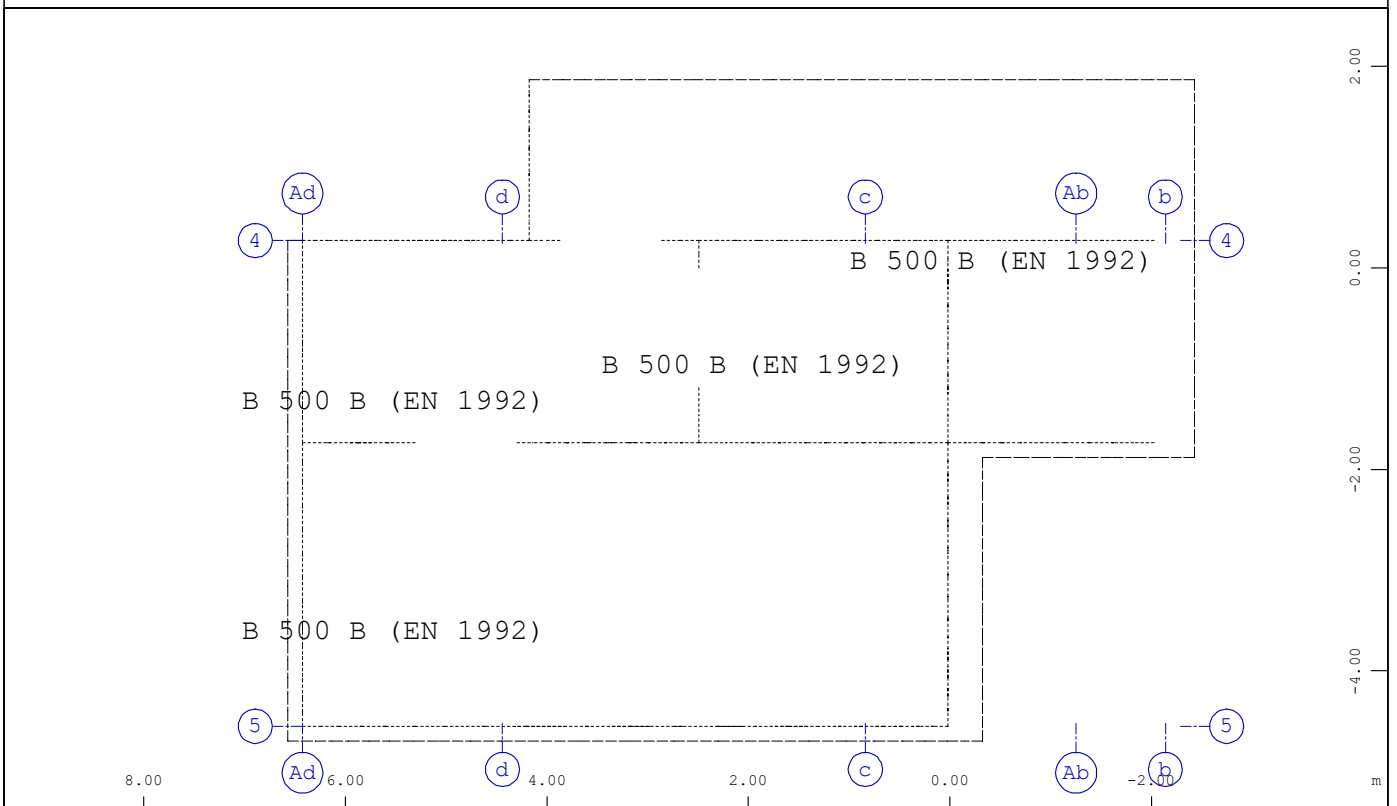 2.00
Ad d c Ab b
4 4
B 500 B (EN 1992)
0.00
B 500 B (EN 1992)
B 500 B (EN 1992)
-2.00
B 500 B (EN 1992)
-4.00
5 5
Ad d c Ab b
8.00 6.00 4.00 2.00 0.00 -2.00 m